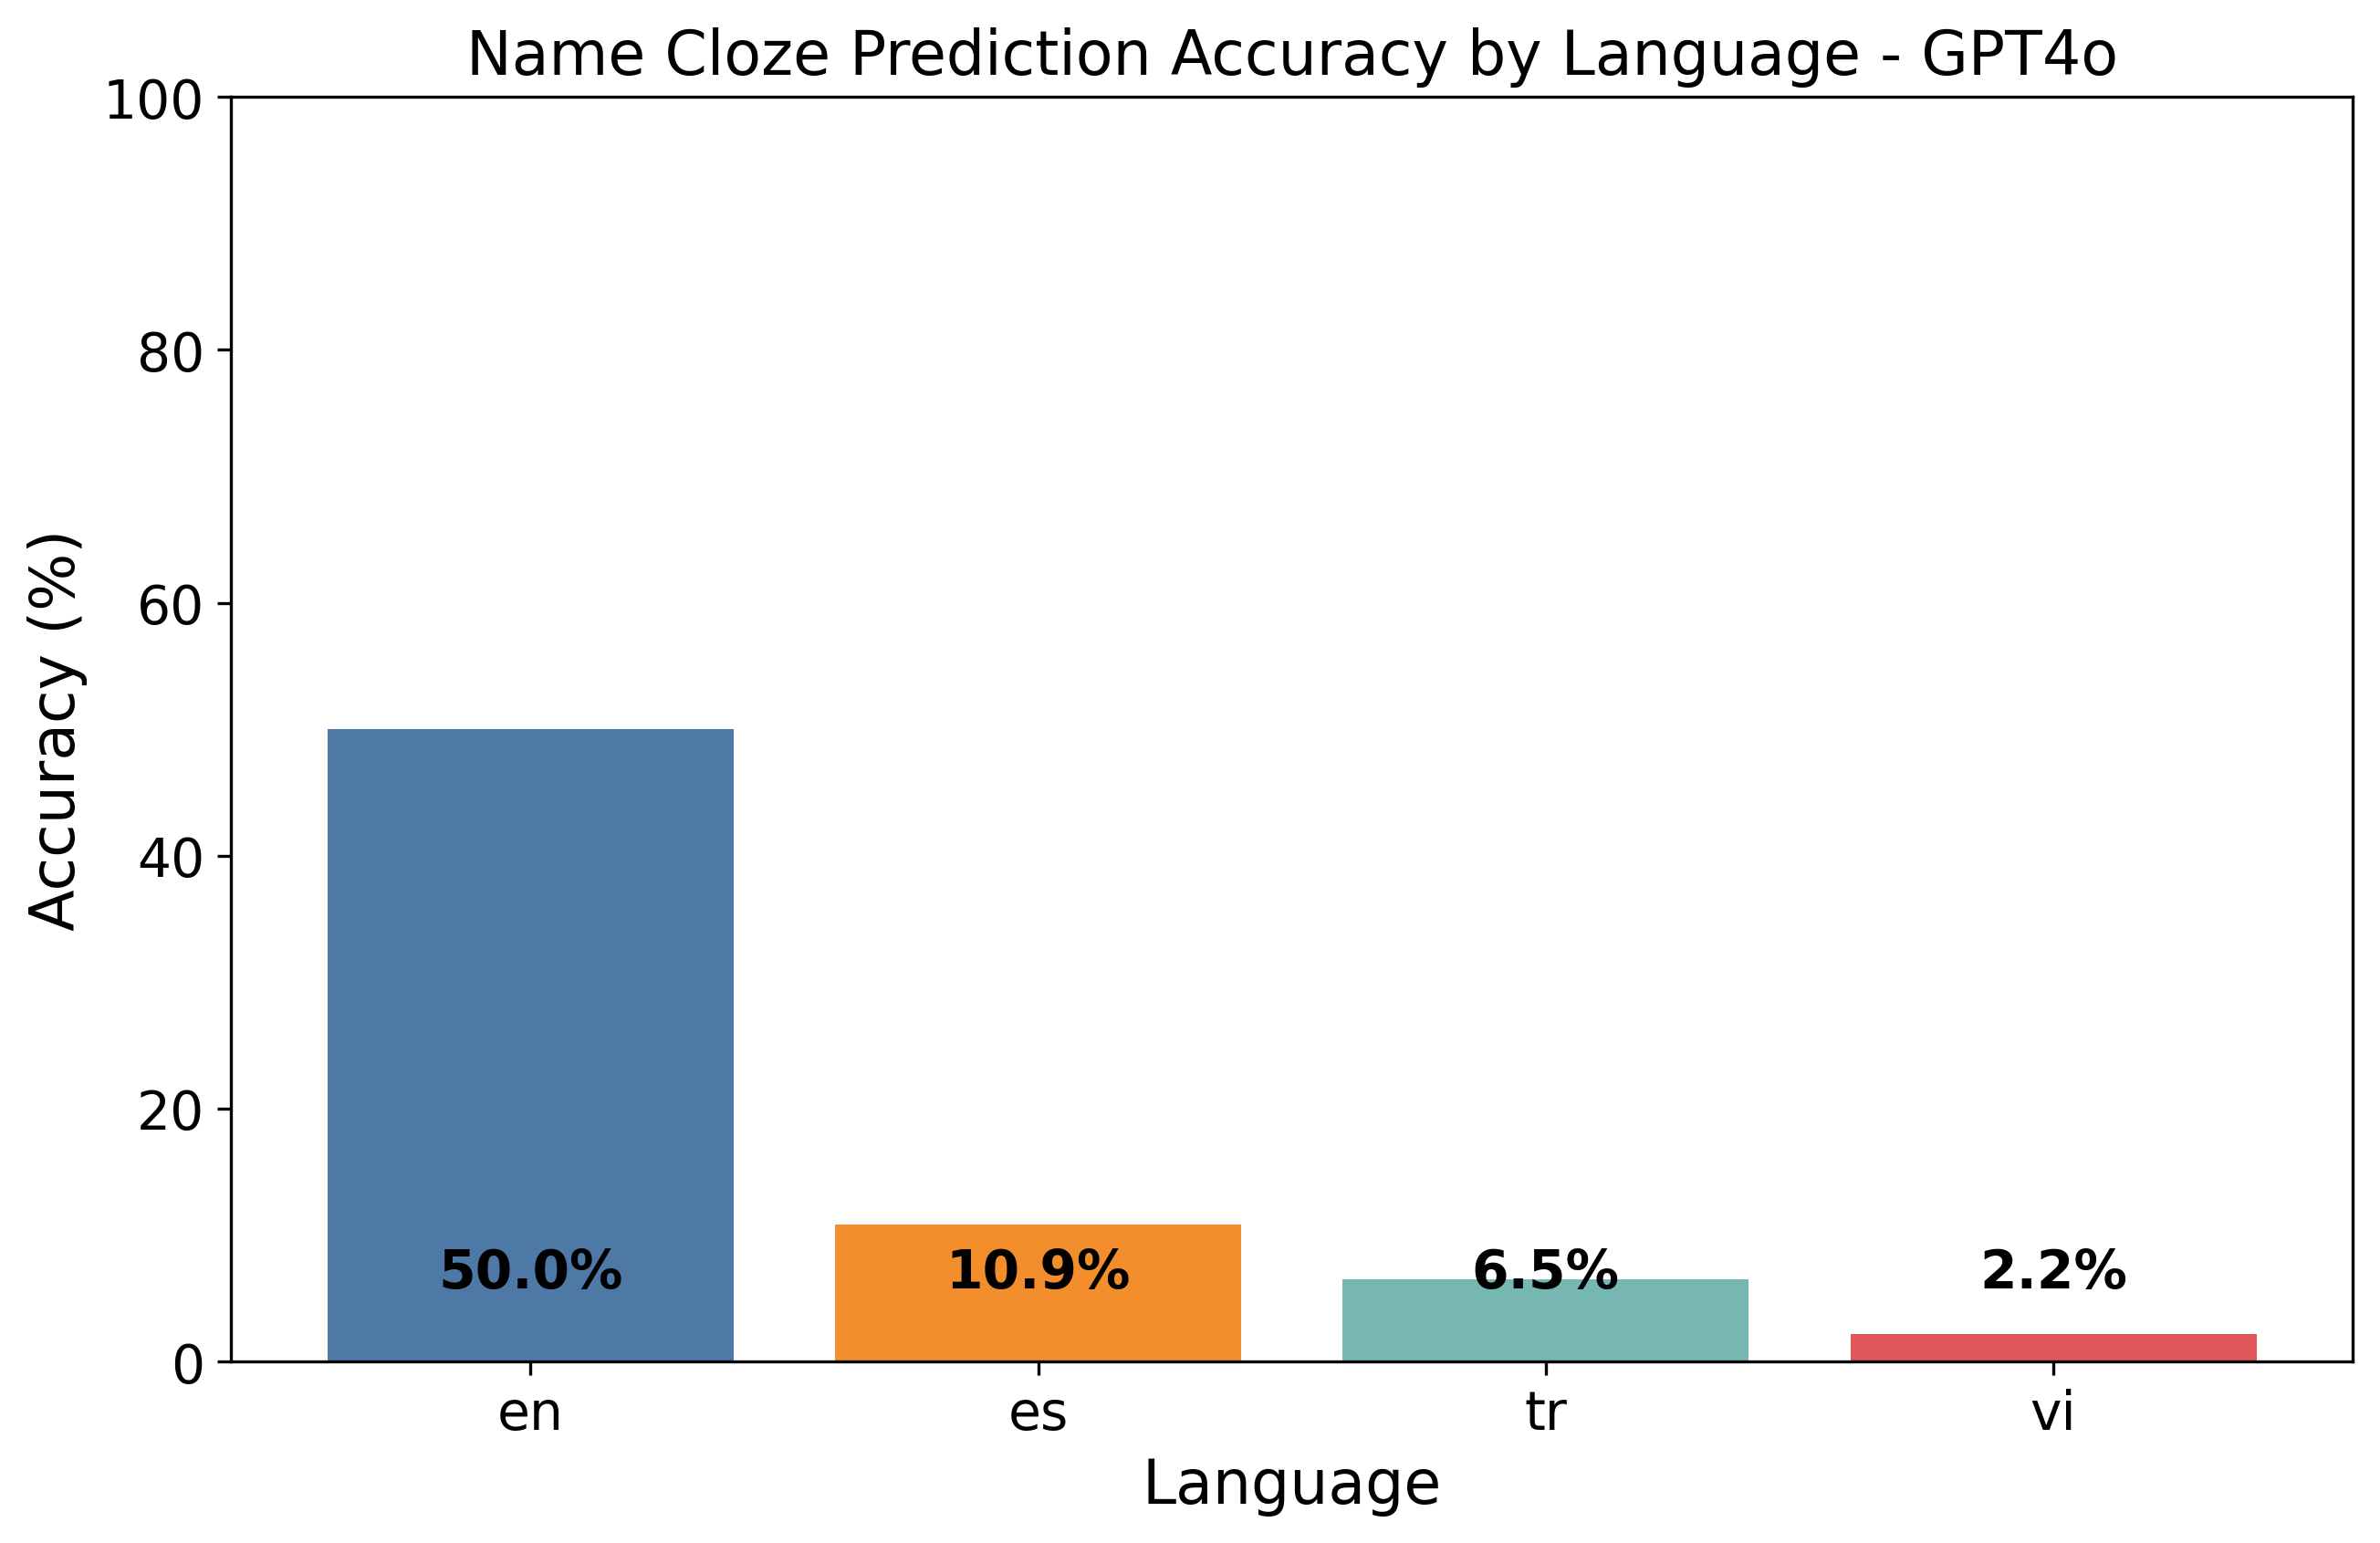 Name Cloze Prediction Accuracy by Language - GPT4o
Accuracy (%)
100
80
60
40
20
0
50.0%
10.9%
6.5%
2.2%
en
es
tr
vi
Language